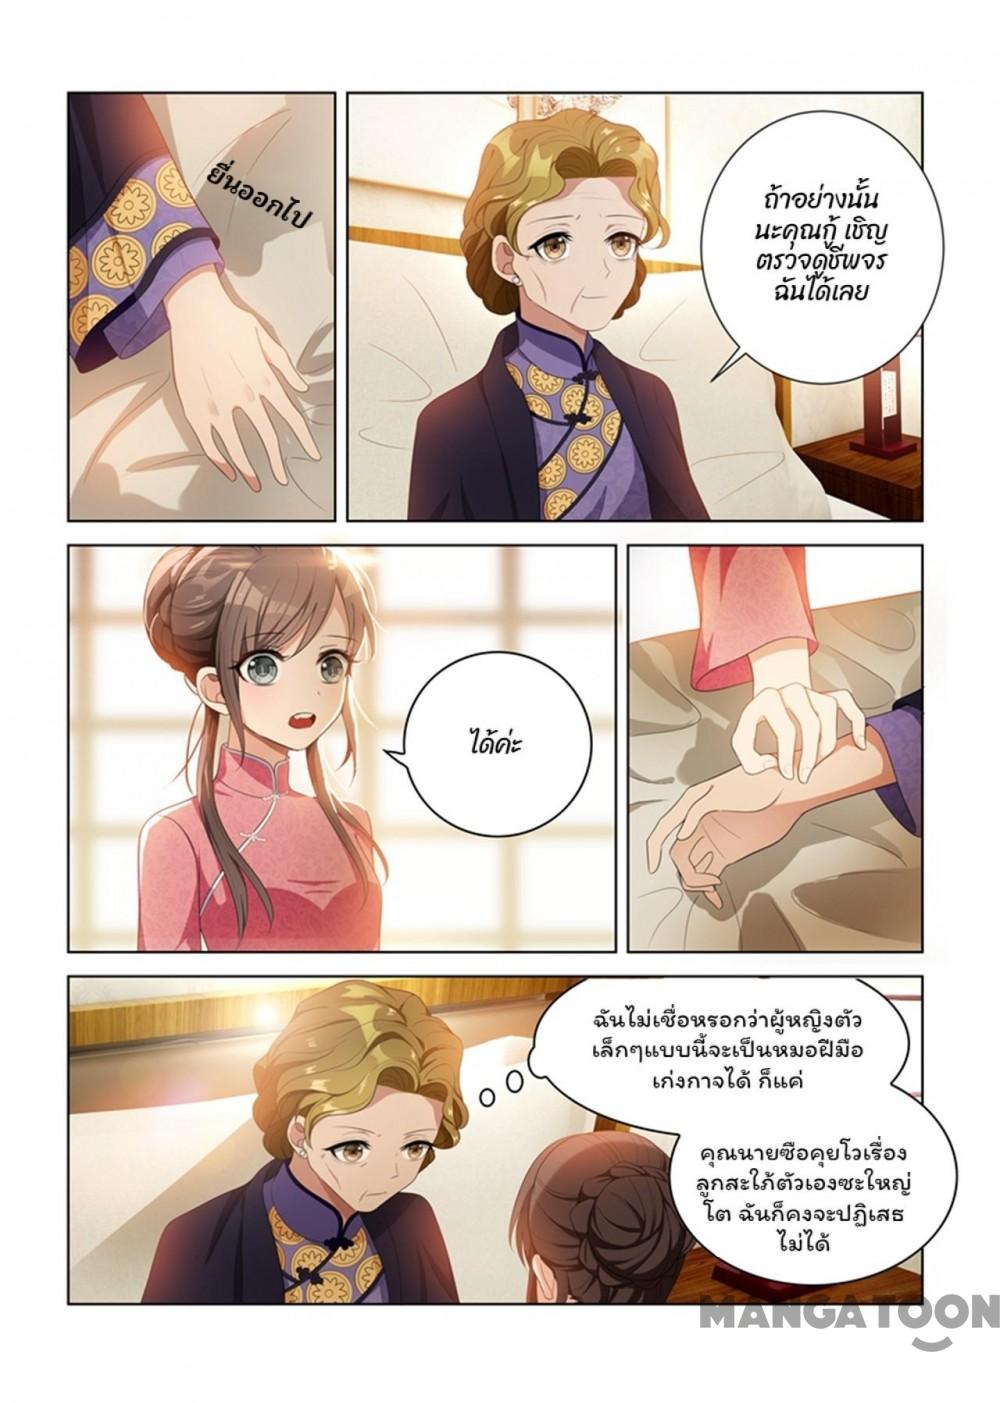 ยื่นออกไป
ถ้าอย่างนั้น
นะคุณกู้ เชิญ
ตรวจดูชีพจร
ฉันได้เลย
ได้ค่ะ
ฉันไม่เชื่อหรอกว่าผู้หญิงตัว
เล็กๆแบบนี้จะเป็นหมอฝีมือ
เก่งกาจได้ ก็แค่
คุณนายซือคุยโวเรื่อง
ลูกสะใภ้ตัวเองซะใหญ่
โต ฉันก็คงจะปฏิเสธ
ไม่ได้
MANGATOON